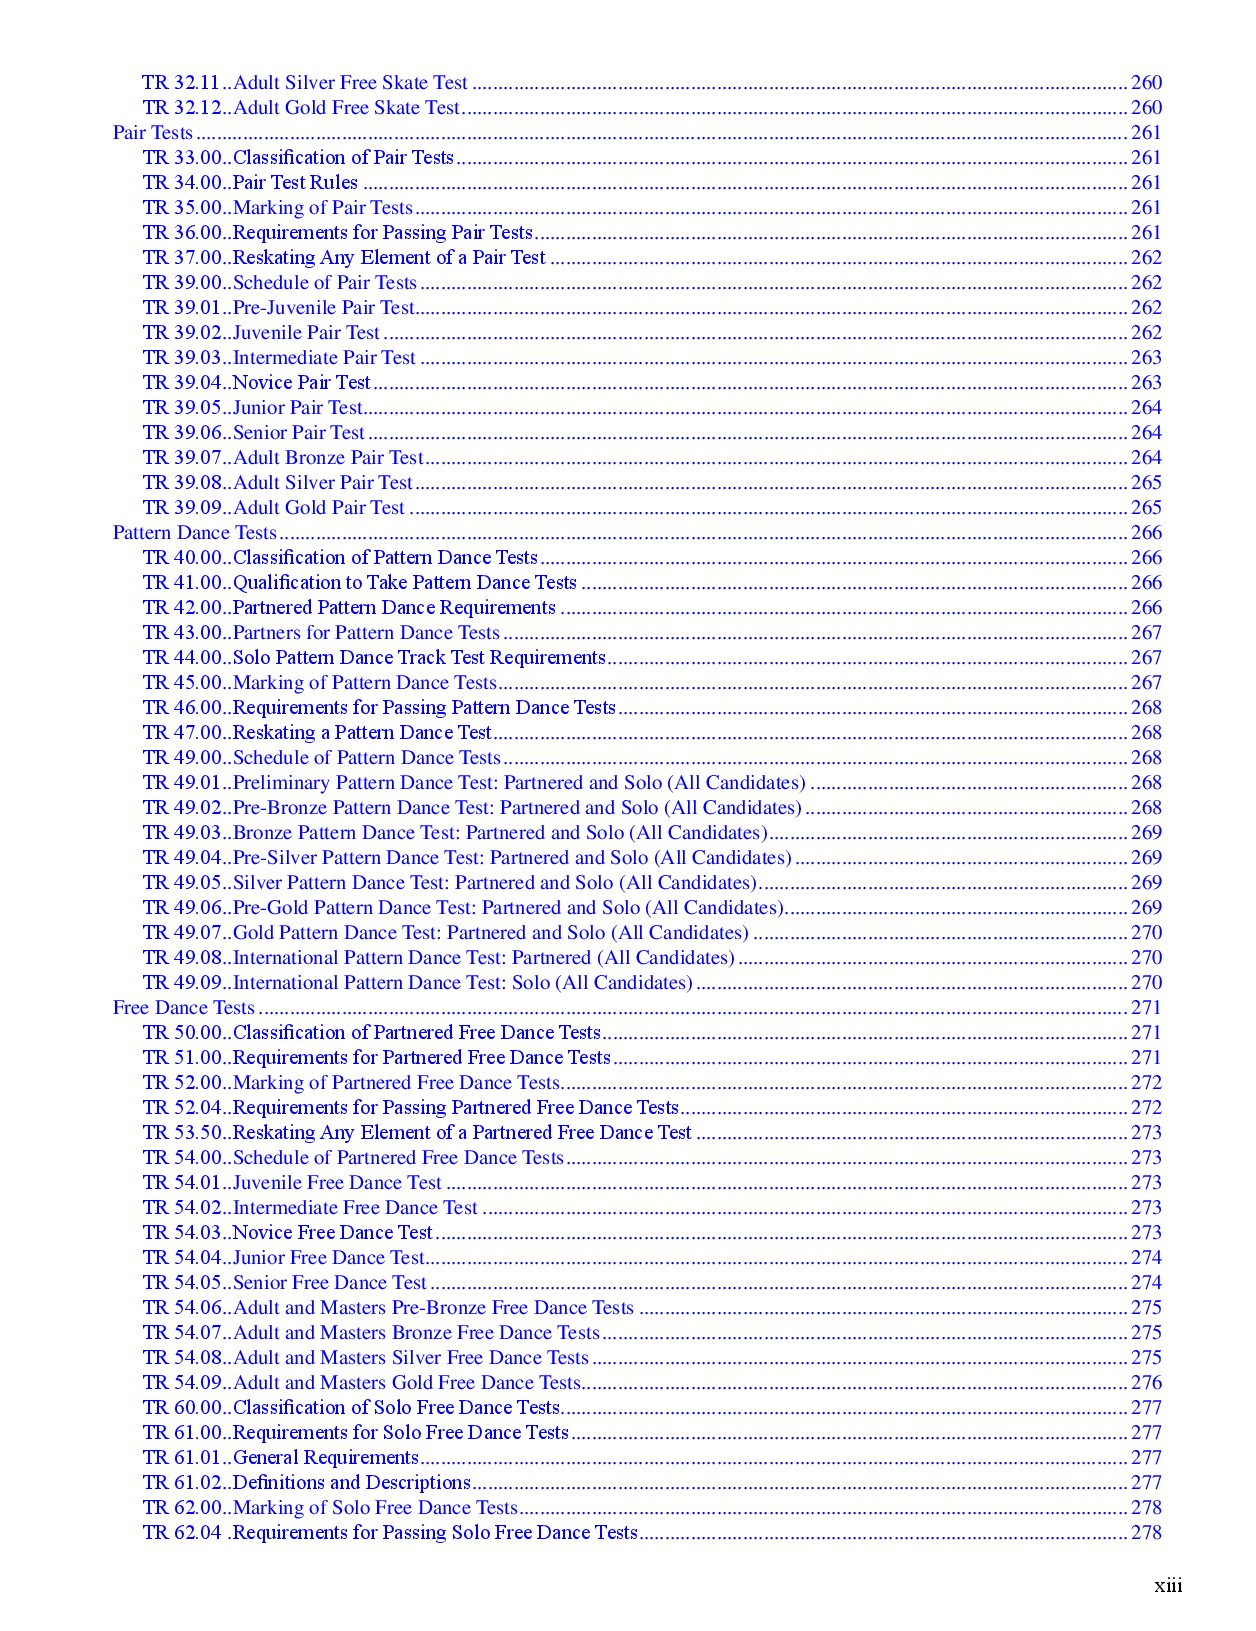 TR 32.11..Adult Silver Free Skate Test ........ 260
TR 32.12..Adult Gold Free Skate Test........ 260
Pair Tests ........ 261
TR 33.00..Classification of Pair Tests........ 261
TR 34.00..Pair Test Rules ........ 261
TR 35.00..Marking of Pair Tests........ 261
TR 36.00..Requirements for Passing Pair Tests........ 261
TR 37.00..Reskating Any Element of a Pair Test ........ 262
TR 39.00..Schedule of Pair Tests ........ 262
TR 39.01..Pre-Juvenile Pair Test........ 262
TR 39.02..Juvenile Pair Test ........ 262
TR 39.03..Intermediate Pair Test ........ 263
TR 39.04..Novice Pair Test........ 263
TR 39.05..Junior Pair Test........ 264
TR 39.06..Senior Pair Test ........ 264
TR 39.07..Adult Bronze Pair Test........ 264
TR 39.08..Adult Silver Pair Test........ 265
TR 39.09..Adult Gold Pair Test ........ 265
Pattern Dance Tests........ 266
TR 40.00..Classification of Pattern Dance Tests........ 266
TR 41.00..Qualification to Take Pattern Dance Tests ........ 266
TR 42.00..Partnered Pattern Dance Requirements ........ 266
TR 43.00..Partners for Pattern Dance Tests ........ 267
TR 44.00..Solo Pattern Dance Track Test Requirements........ 267
TR 45.00..Marking of Pattern Dance Tests........ 267
TR 46.00..Requirements for Passing Pattern Dance Tests........ 268
TR 47.00..Reskating a Pattern Dance Test........ 268
TR 49.00..Schedule of Pattern Dance Tests ........ 268
TR 49.01..Preliminary Pattern Dance Test: Partnered and Solo (All Candidates) ........ 268
TR 49.02..Pre-Bronze Pattern Dance Test: Partnered and Solo (All Candidates) ........ 268
TR 49.03..Bronze Pattern Dance Test: Partnered and Solo (All Candidates)........ 269
TR 49.04..Pre-Silver Pattern Dance Test: Partnered and Solo (All Candidates) ........ 269
TR 49.05..Silver Pattern Dance Test: Partnered and Solo (All Candidates)........ 269
TR 49.06..Pre-Gold Pattern Dance Test: Partnered and Solo (All Candidates)........ 269
TR 49.07..Gold Pattern Dance Test: Partnered and Solo (All Candidates) ........ 270
TR 49.08..International Pattern Dance Test: Partnered (All Candidates) ........ 270
TR 49.09..International Pattern Dance Test: Solo (All Candidates) ........ 270
Free Dance Tests ........ 271
TR 50.00..Classification of Partnered Free Dance Tests........ 271
TR 51.00..Requirements for Partnered Free Dance Tests........ 271
TR 52.00..Marking of Partnered Free Dance Tests........ 272
TR 52.04..Requirements for Passing Partnered Free Dance Tests........ 272
TR 53.50..Reskating Any Element of a Partnered Free Dance Test ........ 273
TR 54.00..Schedule of Partnered Free Dance Tests........ 273
TR 54.01..Juvenile Free Dance Test ........ 273
TR 54.02..Intermediate Free Dance Test ........ 273
TR 54.03..Novice Free Dance Test........ 273
TR 54.04..Junior Free Dance Test........ 274
TR 54.05..Senior Free Dance Test ........ 274
TR 54.06..Adult and Masters Pre-Bronze Free Dance Tests ........ 275
TR 54.07..Adult and Masters Bronze Free Dance Tests........ 275
TR 54.08..Adult and Masters Silver Free Dance Tests ........ 275
TR 54.09..Adult and Masters Gold Free Dance Tests........ 276
TR 60.00..Classification of Solo Free Dance Tests........ 277
TR 61.00..Requirements for Solo Free Dance Tests ........ 277
TR 61.01..General Requirements........ 277
TR 61.02..Definitions and Descriptions........ 277
TR 62.00..Marking of Solo Free Dance Tests........ 278
TR 62.04 .Requirements for Passing Solo Free Dance Tests........ 278
xiii